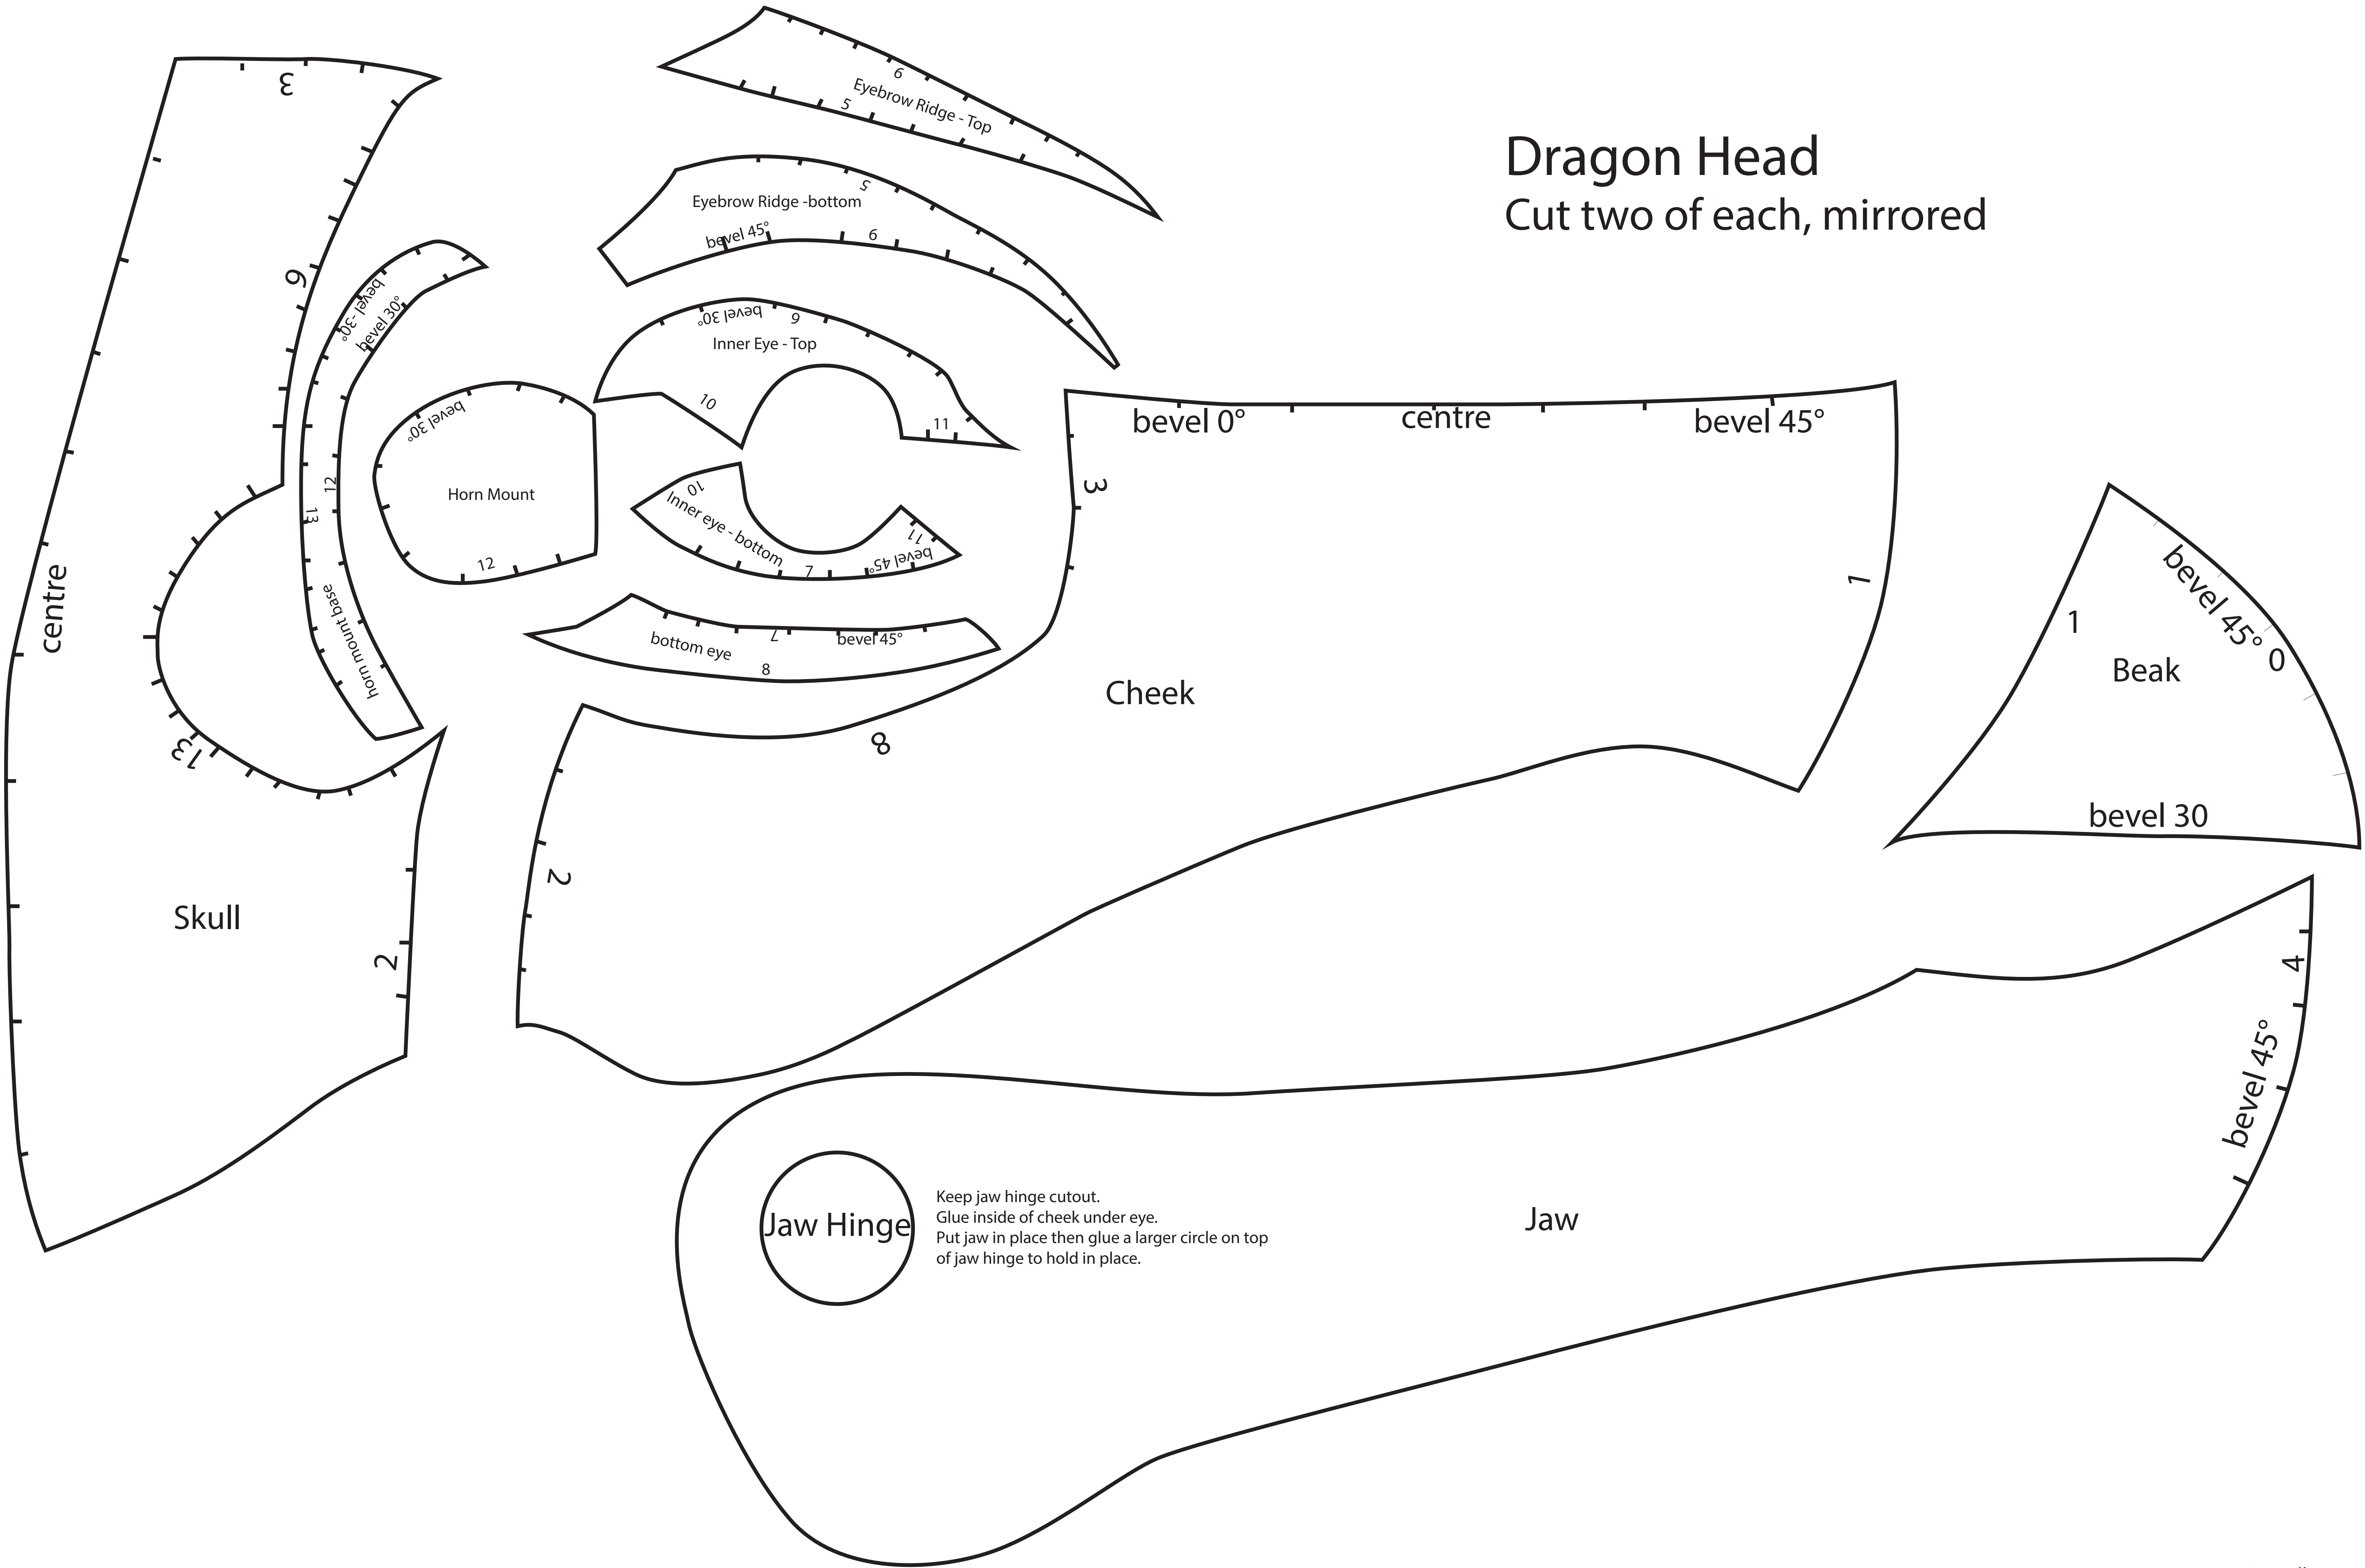 Dragon Head
Cut two of each, mirrored
6
Eyebrow Ridge - Top
5
5
Eyebrow Ridge -bottom
bevel 45°
6
bevel 30°
9
Inner Eye - Top
10
11
10
Inner eye - bottom
7
bevel 45°
11
7
bevel 45°
bottom eye
8
3
9
centre
13
Skull
2
bevel -30°
bevel 30°
12
13
horn mount base
bevel 30°
Horn Mount
12
bevel 0°
centre
bevel 45°
3
1
Cheek
8
2
bevel 45°
0
1
Beak
bevel 30
4
bevel 45°
Jaw Hinge
Keep jaw hinge cutout.
Glue inside of cheek under eye.
Put jaw in place then glue a larger circle on top
of jaw hinge to hold in place.
Jaw